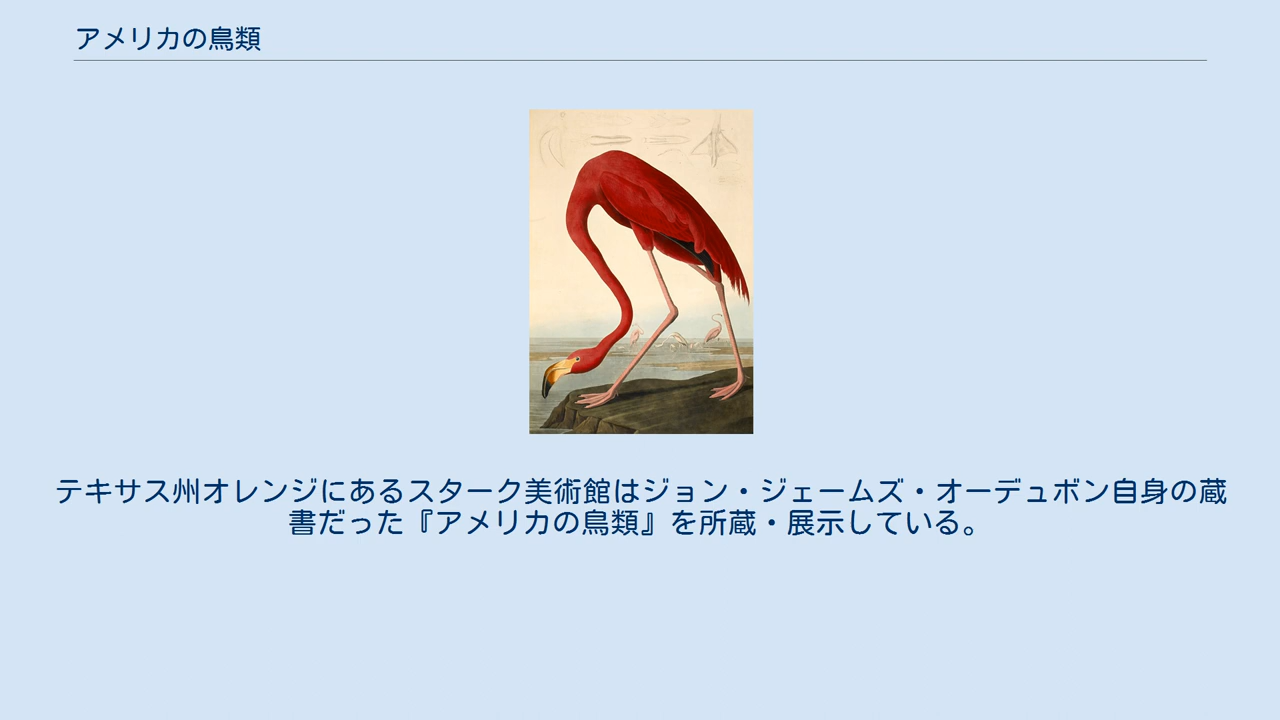 アメリカの鳥類
テキサス州オレンジにあるスターク美術館はジョン・ジェームズ・オーデュボン自身の蔵
書だった『アメリカの鳥類』を所蔵・展示している。